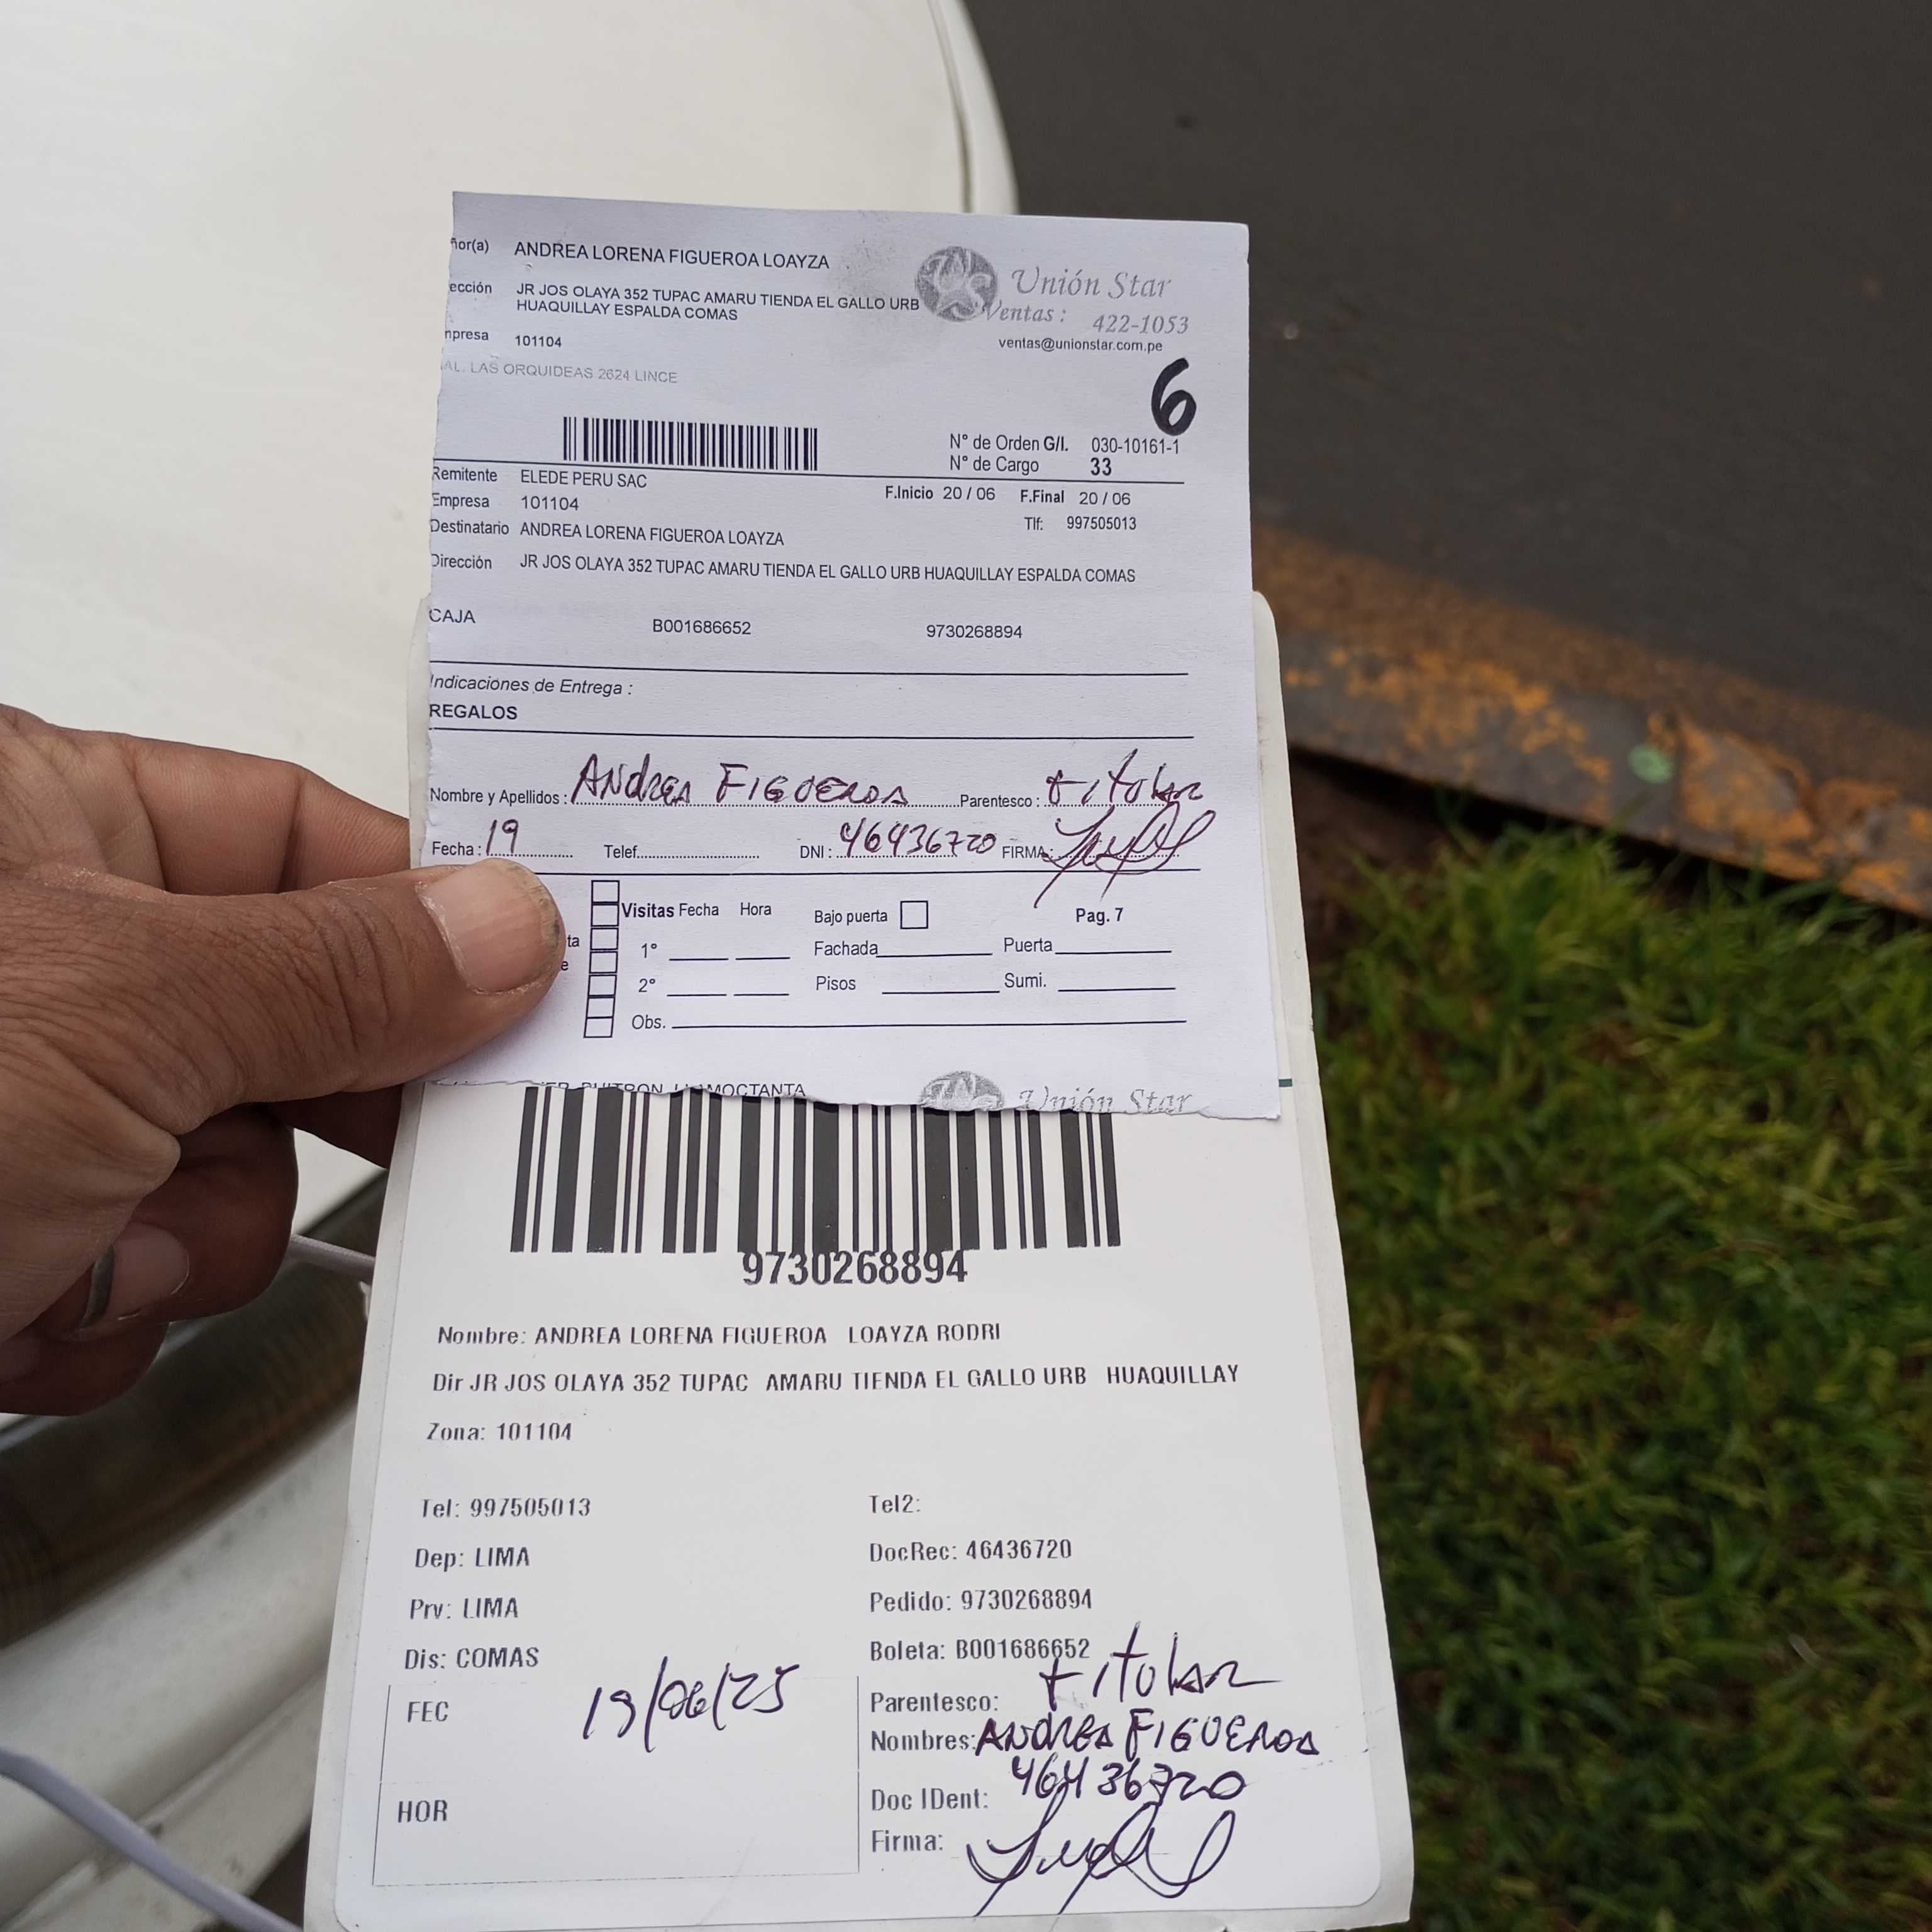 ñor(a) ANDREA LORENA FIGUEROA LOAYZA
Unión Star
ección JR JOS OLAYA 352 TUPAC AMARU TIENDA EL GALLO URB
HUAQUILLAY ESPALDA COMAS
Ventas : 422-1053
ventas@unionstar.com.pe
mpresa 101104
AL. LAS ORQUIDEAS 2624 LINCE
6
N° de Orden G/I. 030-10161-1
N° de Cargo 33
Remitente ELEDE PERU SAC
F.Inicio 20 / 06 F.Final 20 / 06
Empresa 101104
Tlf: 997505013
Destinatario ANDREA LORENA FIGUEROA LOAYZA
Dirección JR JOS OLAYA 352 TUPAC AMARU TIENDA EL GALLO URB HUAQUILLAY ESPALDA COMAS
CAJA B001686652 9730268894
Indicaciones de Entrega :
REGALOS
Nombre y Apellidos : ANDREA FIGUEROA Parentesco : titular
Fecha : 19 Telef. DNI : 46436720 FIRMA:
Visitas Fecha Hora Bajo puerta Pag. 7
ta 1° Fachada Puerta
e 2° Pisos Sumi.
Obs.
MOCTANTA
Unión Star
9730268894
Nombre: ANDREA LORENA FIGUEROA LOAYZA RODRI
Dir JR JOS OLAYA 352 TUPAC AMARU TIENDA EL GALLO URB HUAQUILLAY
Zona: 101104
Tel: 997505013 Tel2:
Dep: LIMA DocRec: 46436720
Prv: LIMA Pedido: 9730268894
Dis: COMAS Boleta: B001686652
FEC 19/06/25
Parentesco: titular
Nombres: ANDREA FIGUEROA
HOR
Doc IDent: 46436720
Firma: